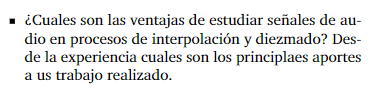 ▪ ¿Cuales son las ventajas de estudiar señales de au-
dio en procesos de interpolación y diezmado? Des-
de la experiencia cuales son los principlaes aportes
a us trabajo realizado.